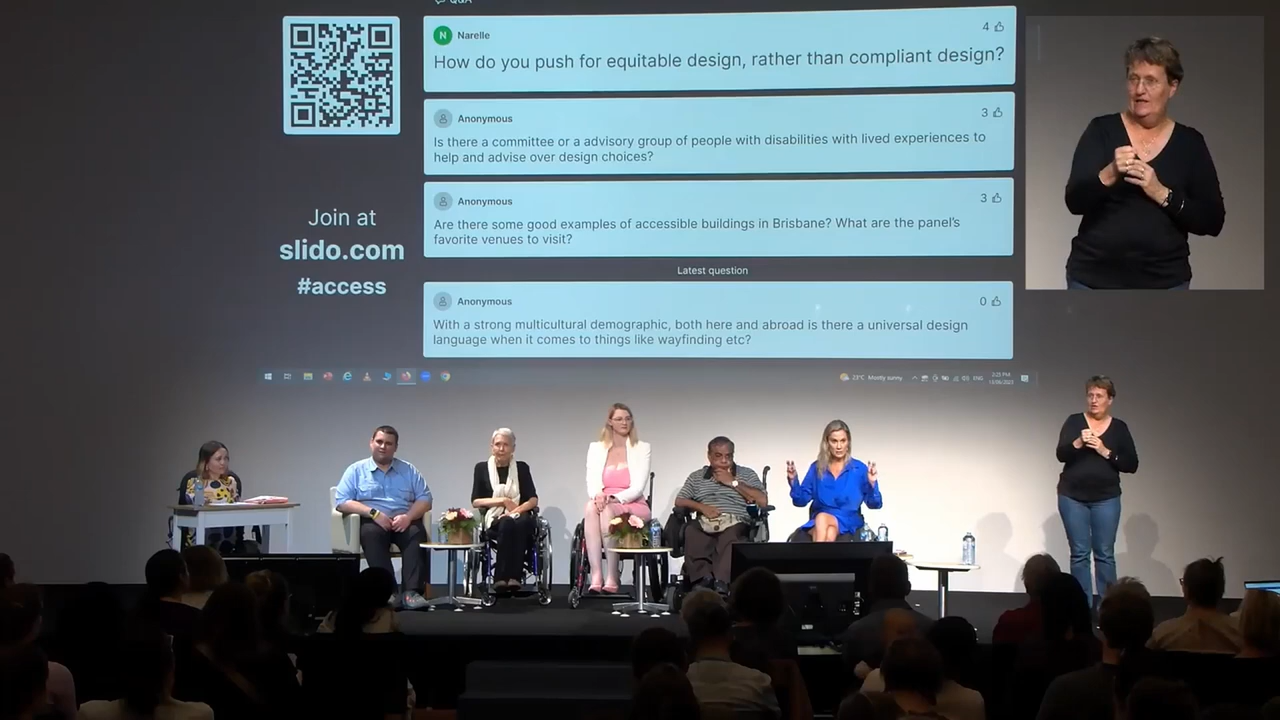 Q&A
N Narelle
4
How do you push for equitable design, rather than compliant design?
Anonymous
3
Is there a committee or a advisory group of people with disabilities with lived experiences to
help and advise over design choices?
Anonymous
3
Are there some good examples of accessible buildings in Brisbane? What are the panel's
favorite venues to visit?
Latest question
Anonymous
0
With a strong multicultural demographic, both here and abroad is there a universal design
language when it comes to things like wayfinding etc?
Join at
slido.com
#access
23°C Mostly sunny
ENG